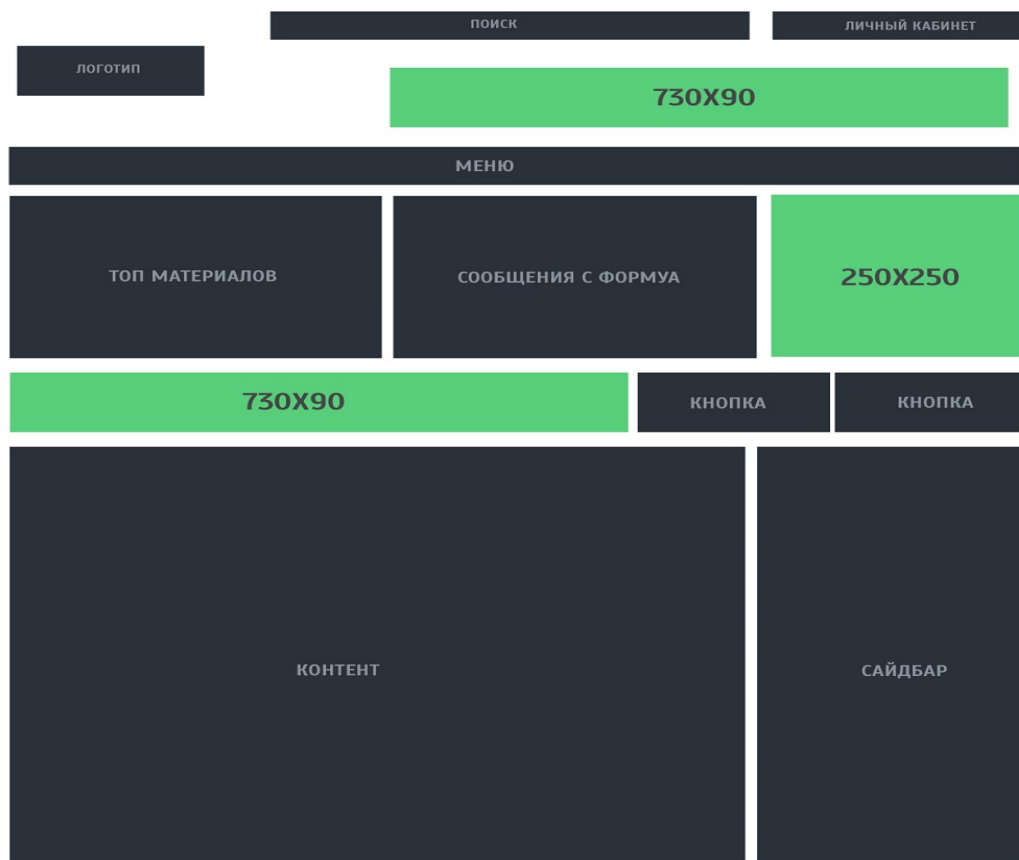 ПОИСК
ЛИЧНЫЙ КАБИНЕТ
ЛОГОТИП
730X90
МЕНЮ
ТОП МАТЕРИАЛОВ
СООБЩЕНИЯ С ФОРМУА
250X250
730X90
КНОПКА
КНОПКА
КОНТЕНТ
САЙДБАР